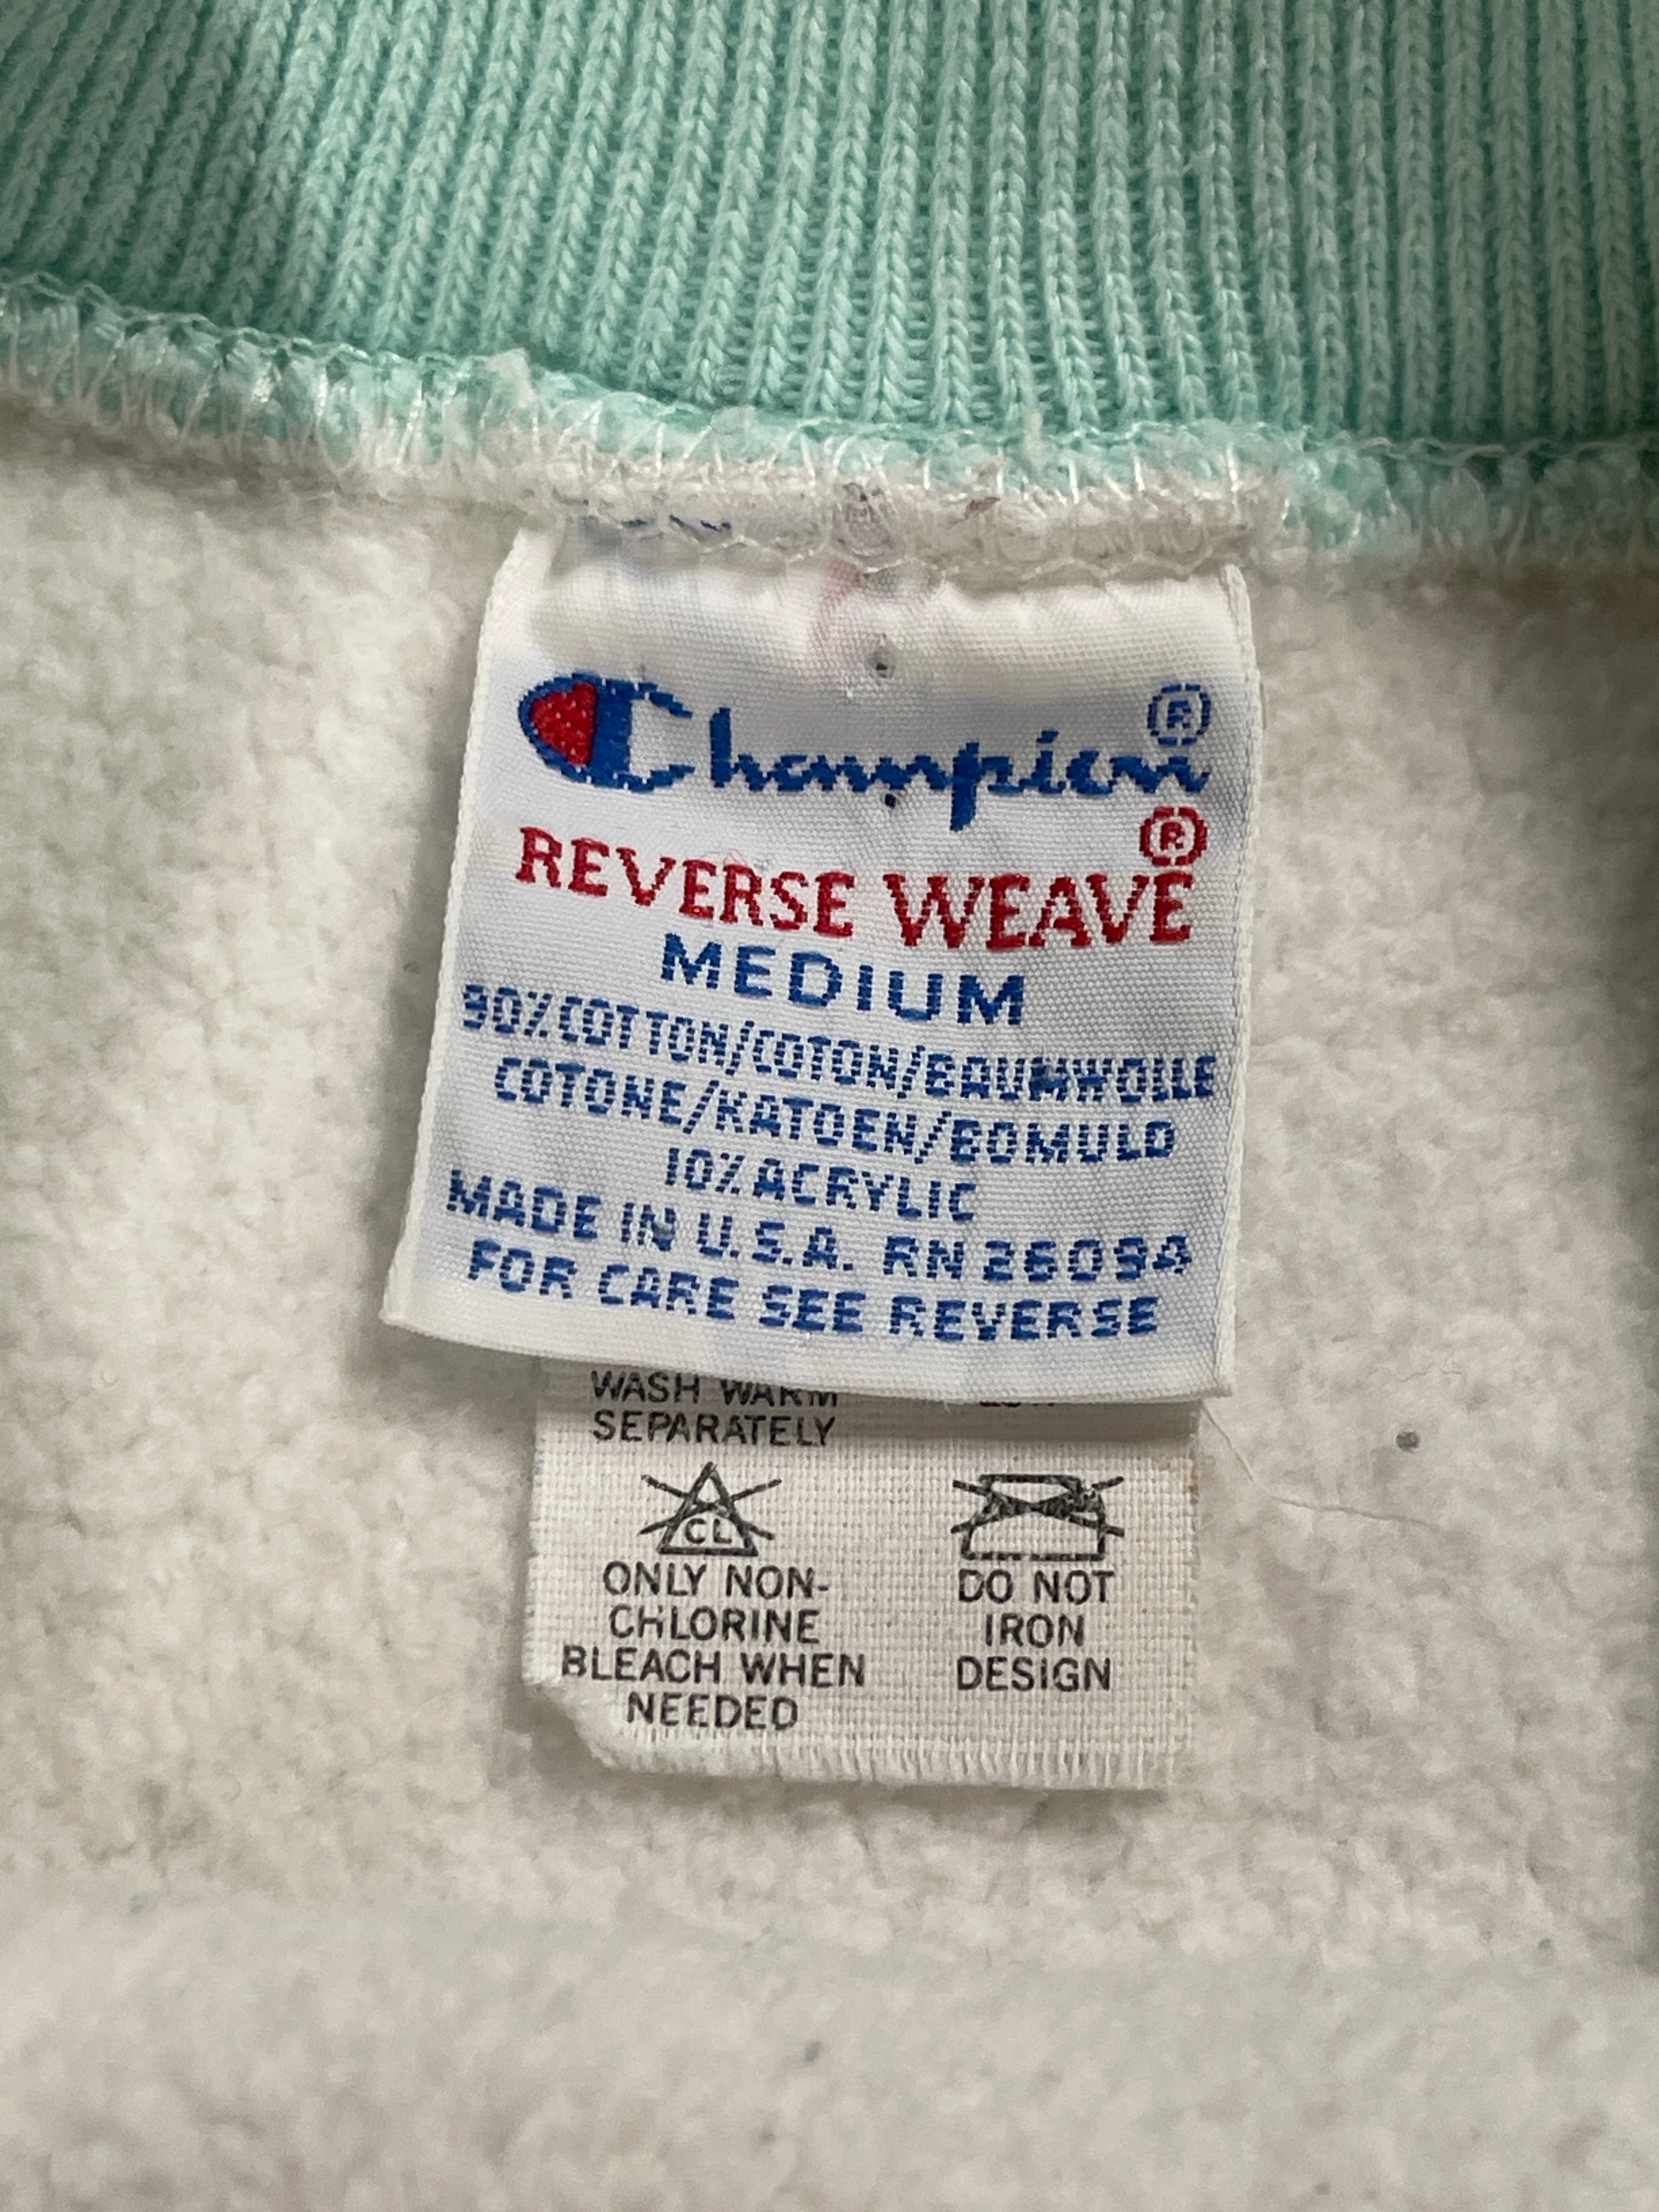 Champion®
REVERSE WEAVE®
MEDIUM
90%COTTON/COTON/BAUMWOLLE
COTONE/KATOEN/BOMULD
10%ACRYLIC
MADE IN U.S.A. RN 26094
FOR CARE SEE REVERSE
WASH WARM
SEPARATELY
CL
ONLY NON-
CHLORINE
BLEACH WHEN
NEEDED
DO NOT
IRON
DESIGN